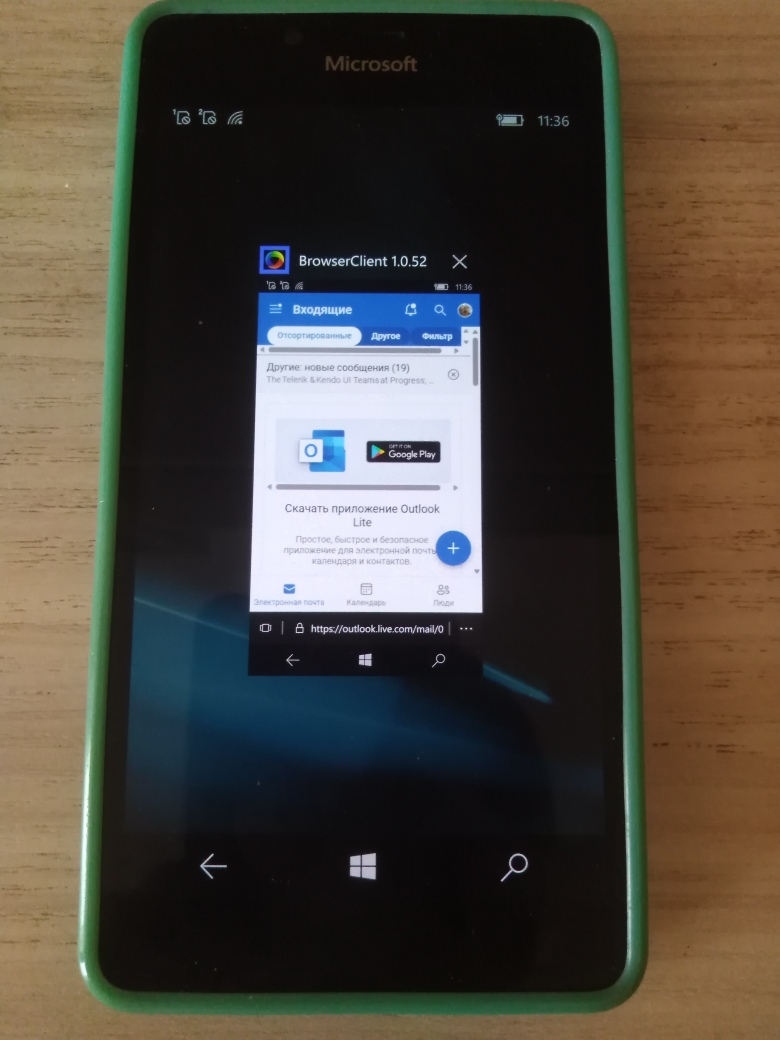 Microsoft
1 2 11:36
BrowserClient 1.0.52
11:36
Входящие
Отсортированные Другое Фильтр
Другие: новые сообщения (19)
The Telerik & Kendo UI Teams at Progress; ...
GET IT ON
Google Play
Скачать приложение Outlook
Lite
Простое, быстрое и безопасное
приложение для электронной почты
календаря и контактов.
Электронная почта Календарь Люди
https://outlook.live.com/mail/0